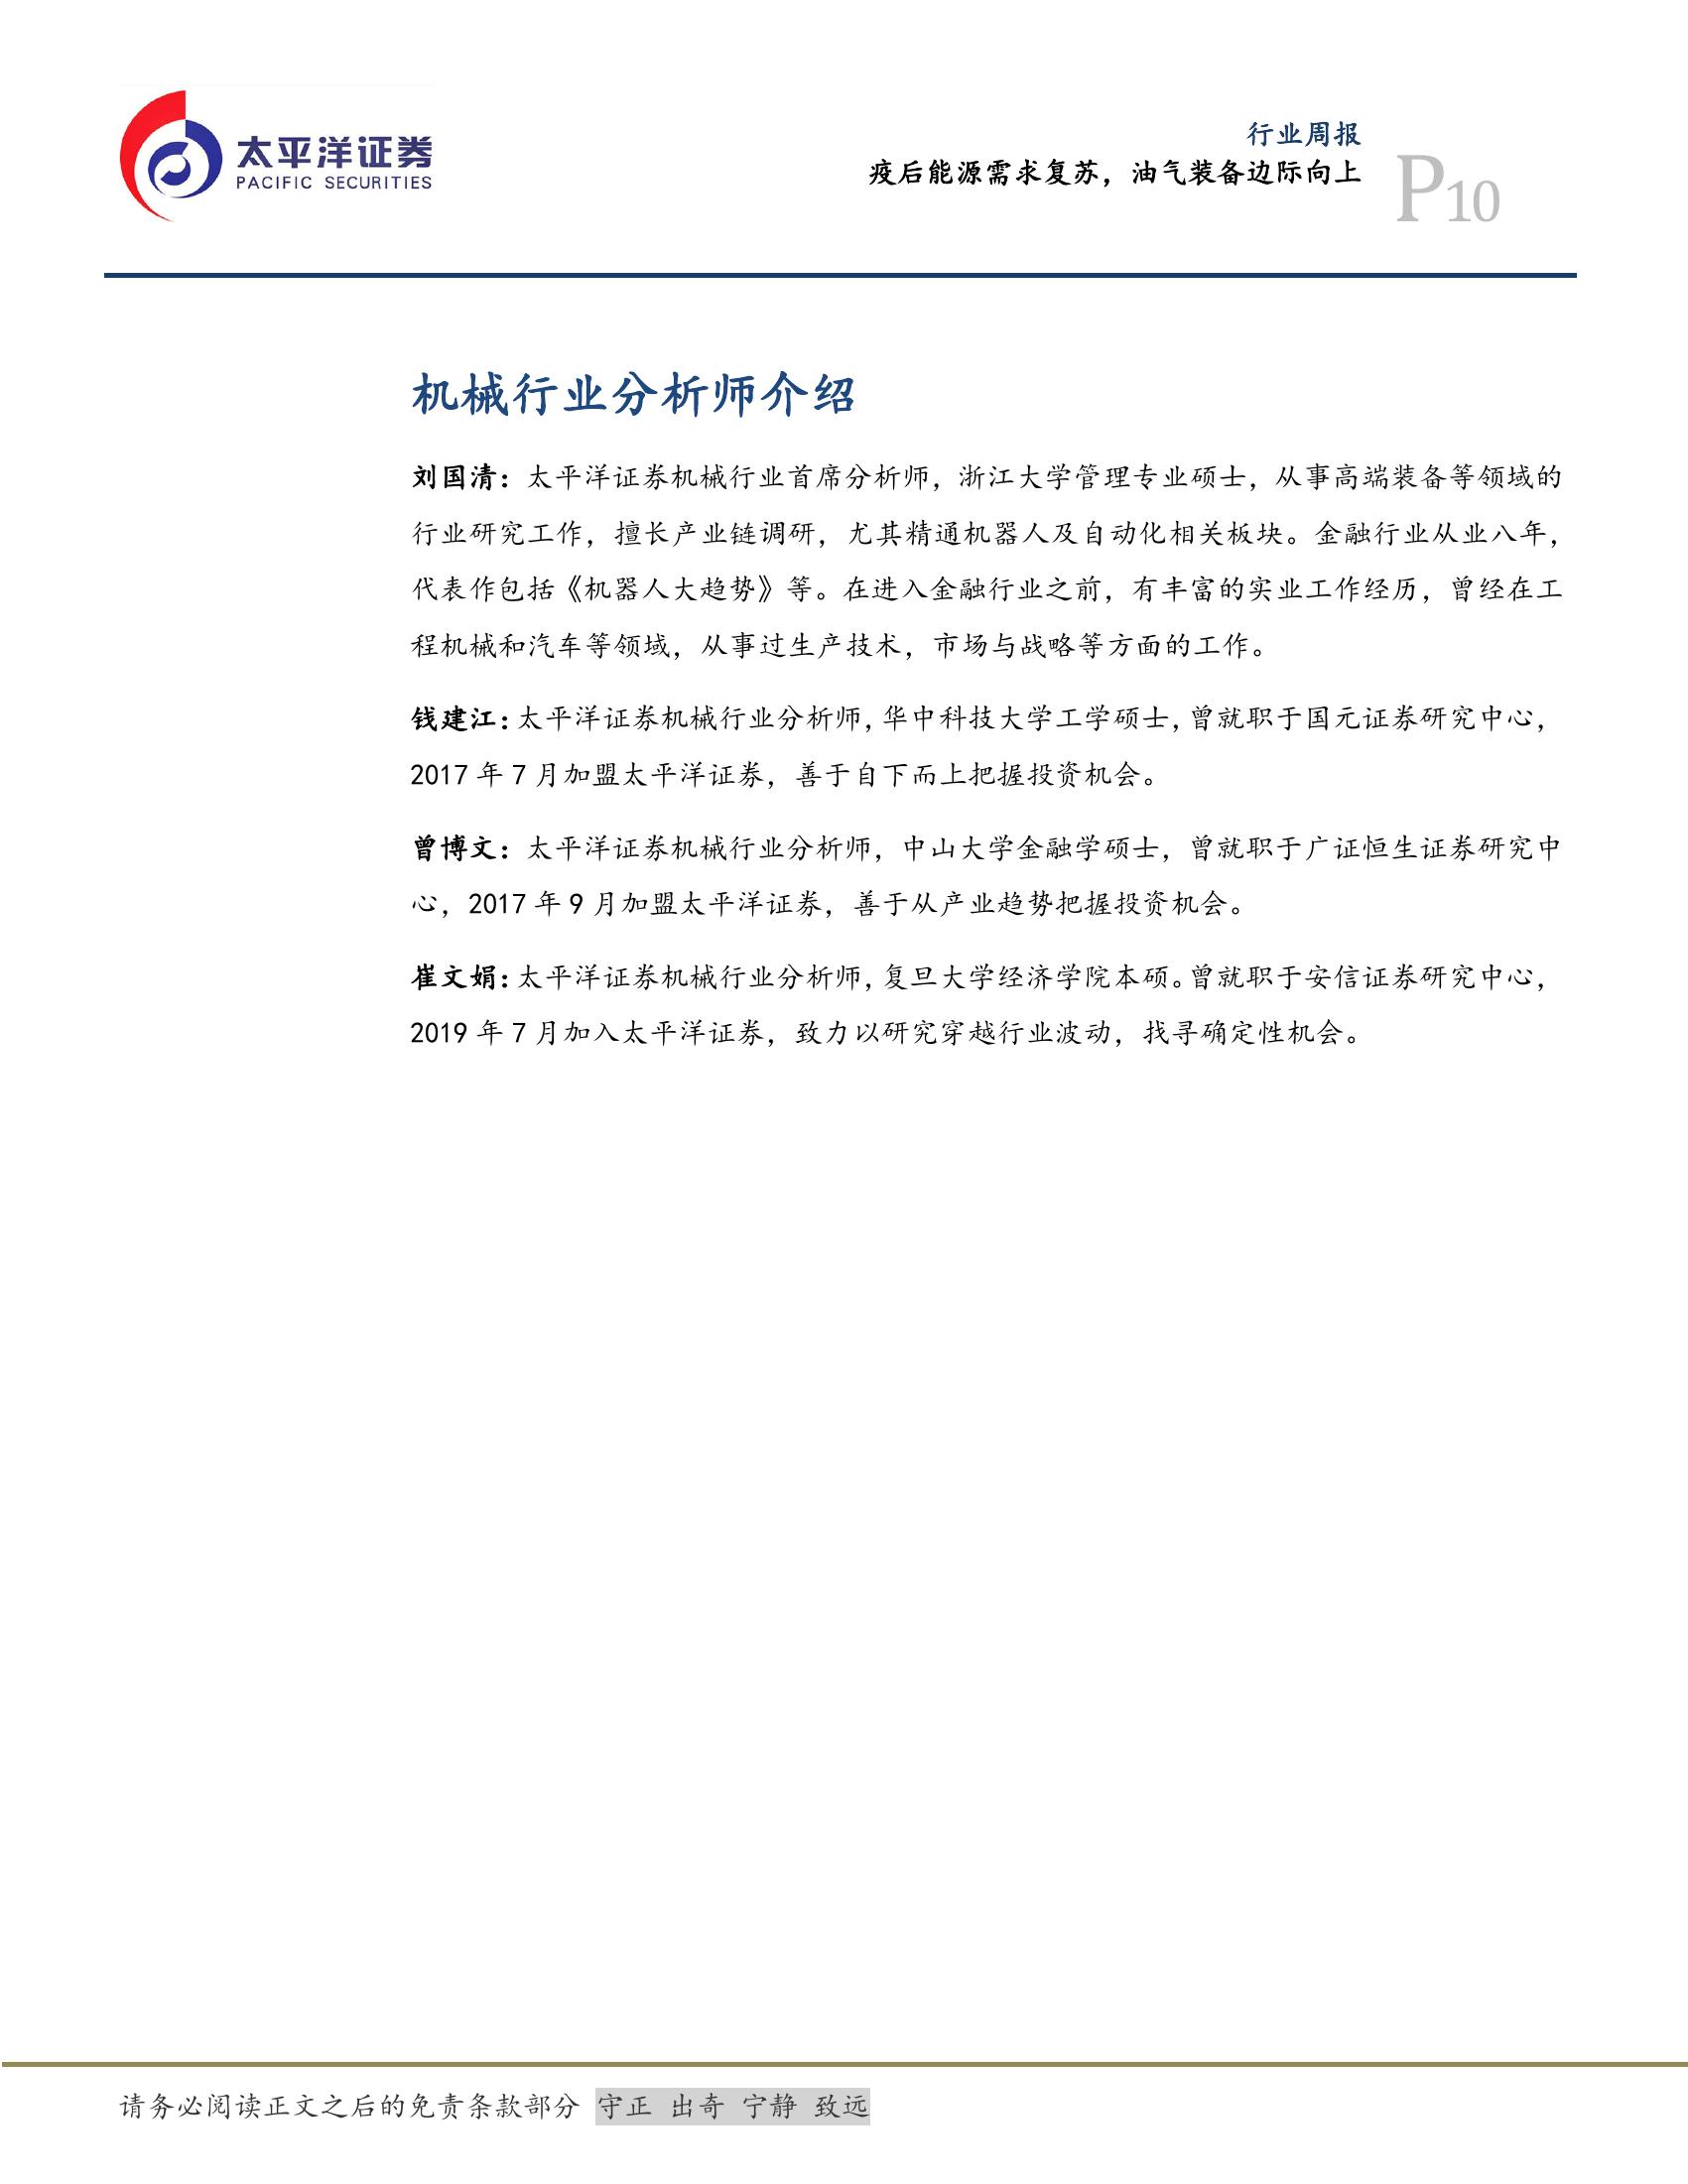 太平洋证券
PACIFIC SECURITIES
行业周报
疫后能源需求复苏，油气装备边际向上
P10
机械行业分析师介绍
刘国清：太平洋证券机械行业首席分析师，浙江大学管理专业硕士，从事高端装备等领域的
行业研究工作，擅长产业链调研，尤其精通机器人及自动化相关板块。金融行业从业八年，
代表作包括《机器人大趋势》等。在进入金融行业之前，有丰富的实业工作经历，曾经在工
程机械和汽车等领域，从事过生产技术，市场与战略等方面的工作。
钱建江：太平洋证券机械行业分析师，华中科技大学工学硕士，曾就职于国元证券研究中心，
2017 年 7 月加盟太平洋证券，善于自下而上把握投资机会。
曾博文：太平洋证券机械行业分析师，中山大学金融学硕士，曾就职于广证恒生证券研究中
心，2017 年 9 月加盟太平洋证券，善于从产业趋势把握投资机会。
崔文娟：太平洋证券机械行业分析师，复旦大学经济学院本硕。曾就职于安信证券研究中心，
2019 年 7 月加入太平洋证券，致力以研究穿越行业波动，找寻确定性机会。
请务必阅读正文之后的免责条款部分 守正 出奇 宁静 致远